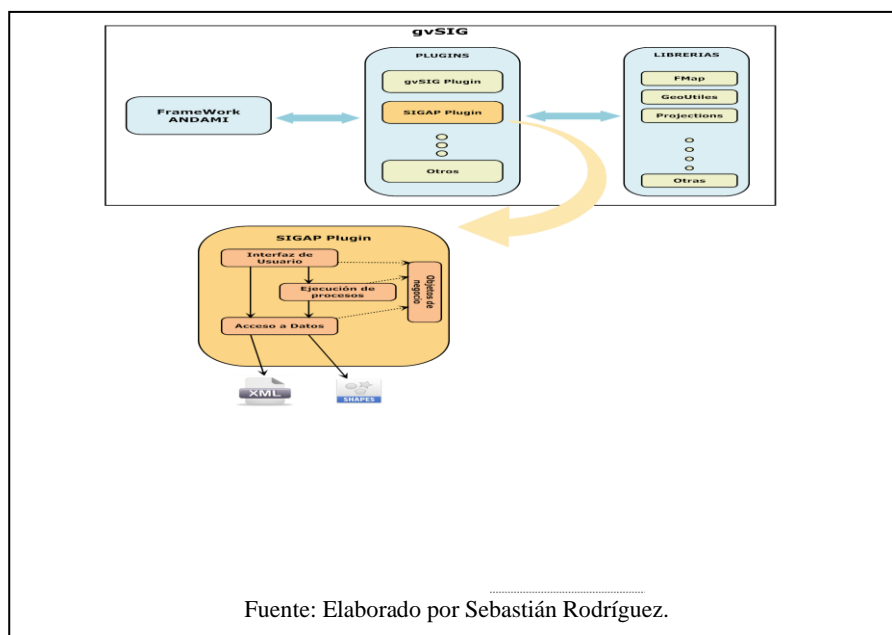 gvSIG
FrameWork
ANDAMI
PLUGINS
gvSIG Plugin
SIGAP Plugin
Otros
LIBRERIAS
FMap
GeoUtiles
Projections
Otras
SIGAP Plugin
Interfaz de
Usuario
Ejecución de
procesos
Acceso a Datos
Objetos de
negocio
XML
SHAPES
Fuente: Elaborado por Sebastián Rodríguez.